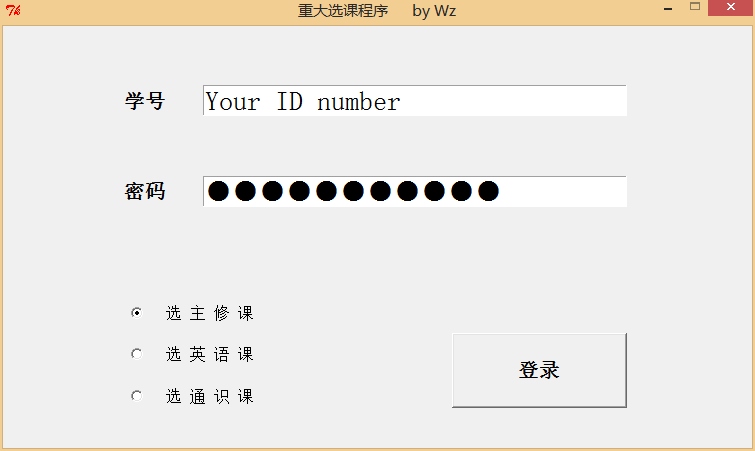 重大选课程序 by Wz
学号 Your ID number
密码 ●●●●●●●●●●●
选 主 修 课
选 英 语 课
选 通 识 课
登录